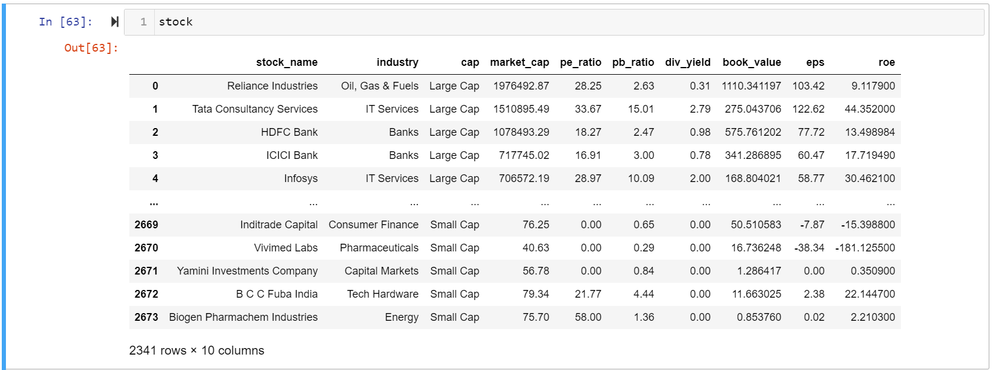 In [63]: 1 stock
Out[63]:
stock_name industry cap market_cap pe_ratio pb_ratio div_yield book_value eps roe
0 Reliance Industries Oil, Gas & Fuels Large Cap 1976492.87 28.25 2.63 0.31 1110.341197 103.42 9.117900
1 Tata Consultancy Services IT Services Large Cap 1510895.49 33.67 15.01 2.79 275.043706 122.62 44.352000
2 HDFC Bank Banks Large Cap 1078493.29 18.27 2.47 0.98 575.761202 77.72 13.498984
3 ICICI Bank Banks Large Cap 717745.02 16.91 3.00 0.78 341.286895 60.47 17.719490
4 Infosys IT Services Large Cap 706572.19 28.97 10.09 2.00 168.804021 58.77 30.462100
... ... ... ... ... ... ... ... ... ... ...
2669 Inditrade Capital Consumer Finance Small Cap 76.25 0.00 0.65 0.00 50.510583 -7.87 -15.398800
2670 Vivimed Labs Pharmaceuticals Small Cap 40.63 0.00 0.29 0.00 16.736248 -38.34 -181.125500
2671 Yamini Investments Company Capital Markets Small Cap 56.78 0.00 0.84 0.00 1.286417 0.00 0.350900
2672 B C C Fuba India Tech Hardware Small Cap 79.34 21.77 4.44 0.00 11.663025 2.38 22.144700
2673 Biogen Pharmachem Industries Energy Small Cap 75.70 58.00 1.36 0.00 0.853760 0.02 2.210300
2341 rows × 10 columns